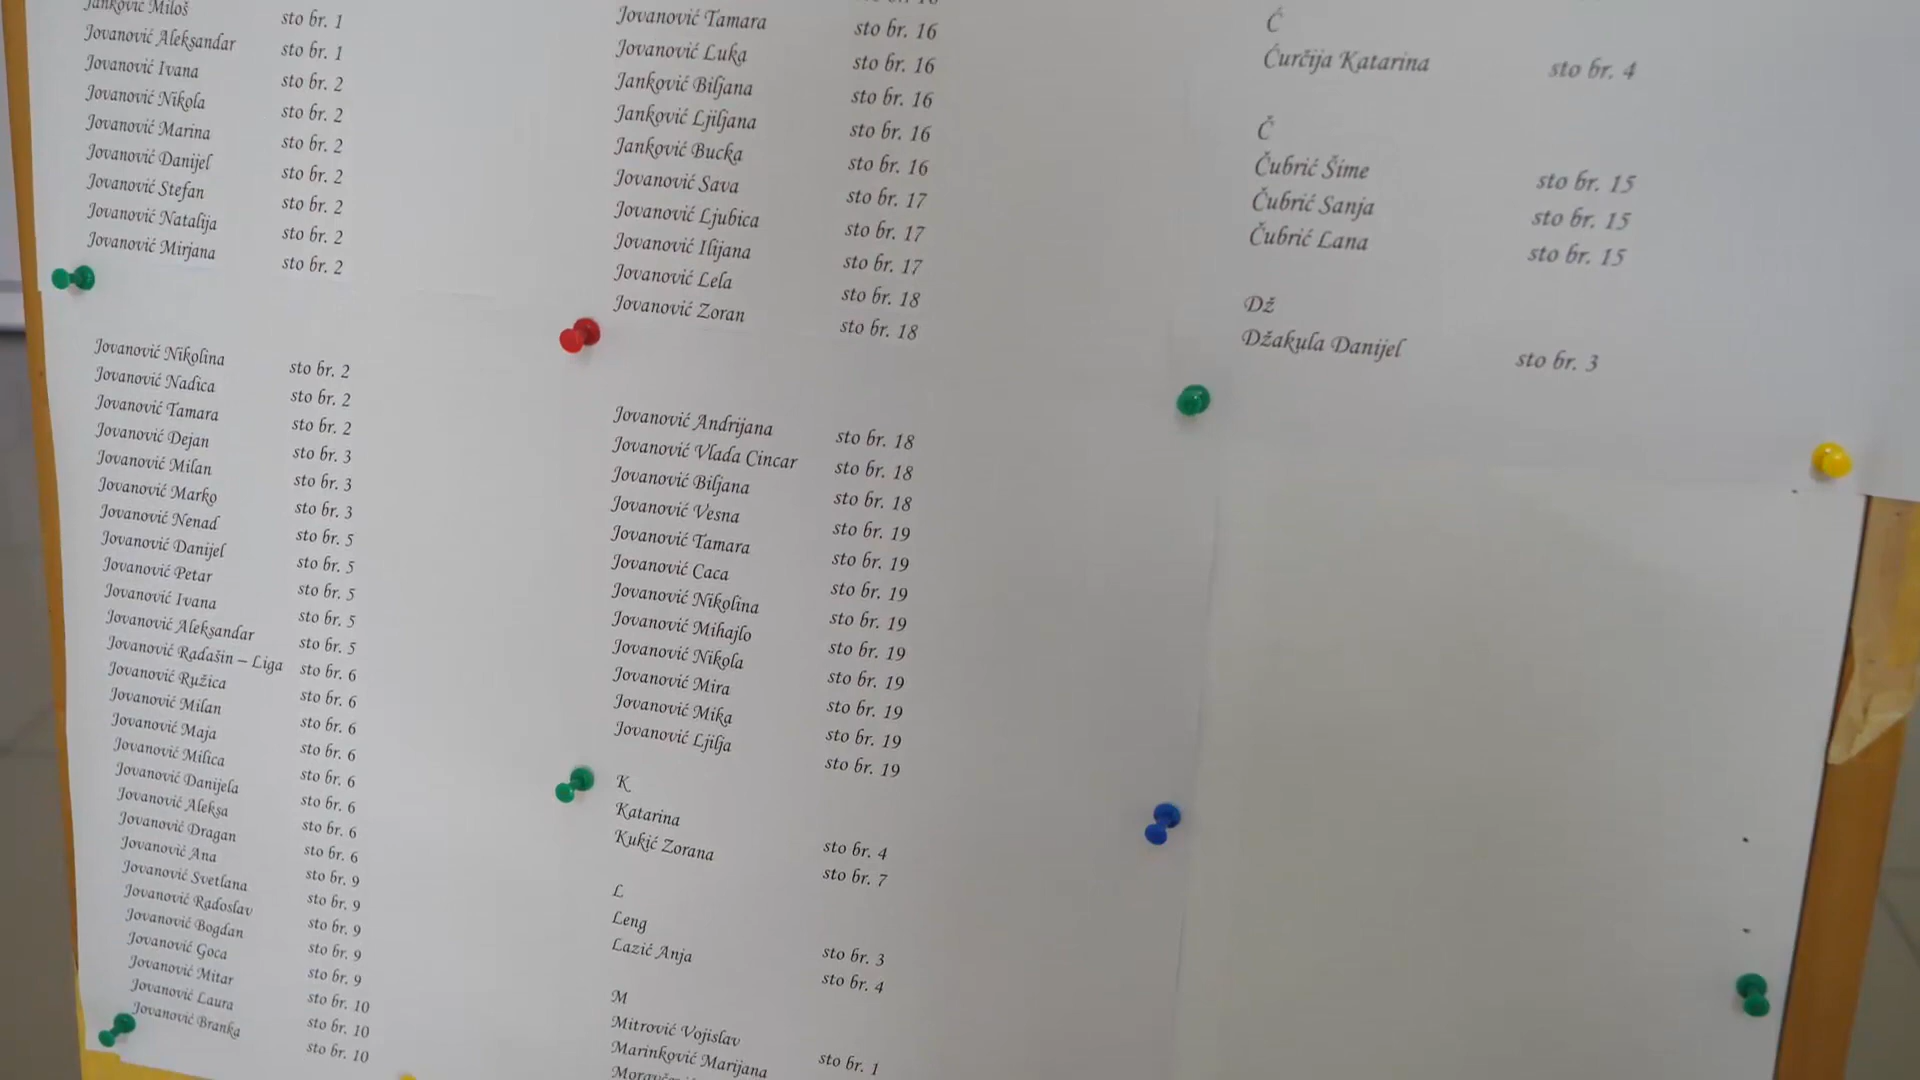 Janković Miloš sto br. 1
Jovanović Aleksandar sto br. 1
Jovanović Ivana sto br. 2
Jovanović Nikola sto br. 2
Jovanović Marina sto br. 2
Jovanović Danijel sto br. 2
Jovanović Stefan sto br. 2
Jovanović Natalija sto br. 2
Jovanović Mirjana sto br. 2
Jovanović Nikolina sto br. 2
Jovanović Nadica sto br. 2
Jovanović Tamara sto br. 2
Jovanović Dejan sto br. 3
Jovanović Milan sto br. 3
Jovanović Marko sto br. 3
Jovanović Nenad sto br. 5
Jovanović Danijel sto br. 5
Jovanović Petar sto br. 5
Jovanović Ivana sto br. 5
Jovanović Aleksandar sto br. 5
Jovanović Radašin – Liga sto br. 6
Jovanović Ružica sto br. 6
Jovanović Milan sto br. 6
Jovanović Maja sto br. 6
Jovanović Milica sto br. 6
Jovanović Danijela sto br. 6
Jovanović Aleksa sto br. 6
Jovanović Dragan sto br. 6
Jovanović Ana sto br. 9
Jovanović Svetlana sto br. 9
Jovanović Radoslav sto br. 9
Jovanović Bogdan sto br. 9
Jovanović Goca sto br. 9
Jovanović Mitar sto br. 10
Jovanović Laura sto br. 10
Jovanović Branka sto br. 10
Jovanović Tamara sto br. 16
Jovanović Luka sto br. 16
Janković Biljana sto br. 16
Janković Ljiljana sto br. 16
Janković Bucka sto br. 16
Jovanović Sava sto br. 17
Jovanović Ljubica sto br. 17
Jovanović Ilijana sto br. 17
Jovanović Lela sto br. 18
Jovanović Zoran sto br. 18
Jovanović Andrijana sto br. 18
Jovanović Vlada Cincar sto br. 18
Jovanović Biljana sto br. 18
Jovanović Vesna sto br. 19
Jovanović Tamara sto br. 19
Jovanović Caca sto br. 19
Jovanović Nikolina sto br. 19
Jovanović Mihajlo sto br. 19
Jovanović Nikola sto br. 19
Jovanović Mira sto br. 19
Jovanović Mika sto br. 19
Jovanović Ljilja sto br. 19
K
Katarina sto br. 4
Kukić Zorana sto br. 7
L
Leng sto br. 3
Lazić Anja sto br. 4
M
Mitrović Vojislav sto br. 1
Marinković Marijana
Ć
Ćurčija Katarina sto br. 4
Č
Čubrić Šime sto br. 15
Čubrić Sanja sto br. 15
Čubrić Lana sto br. 15
Dž
Džakula Danijel sto br. 3